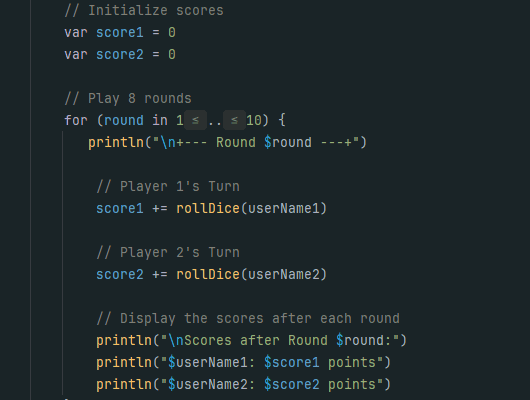 // Initialize scores
var score1 = 0
var score2 = 0
// Play 8 rounds
for (round in 1 ≤ .. ≤ 10) {
println("\n+--- Round $round ---+")
// Player 1's Turn
score1 += rollDice(userName1)
// Player 2's Turn
score2 += rollDice(userName2)
// Display the scores after each round
println("\nScores after Round $round:")
println("$userName1: $score1 points")
println("$userName2: $score2 points")